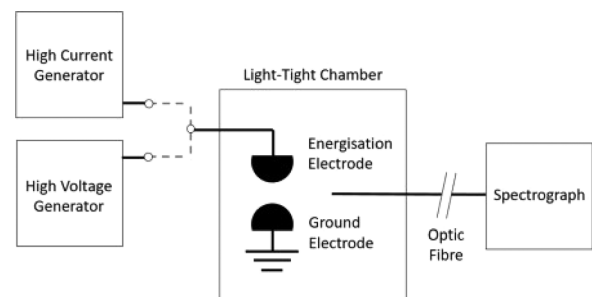 High Current
Generator
High Voltage
Generator
Light-Tight Chamber
Energisation
Electrode
Ground
Electrode
Optic
Fibre
Spectrograph